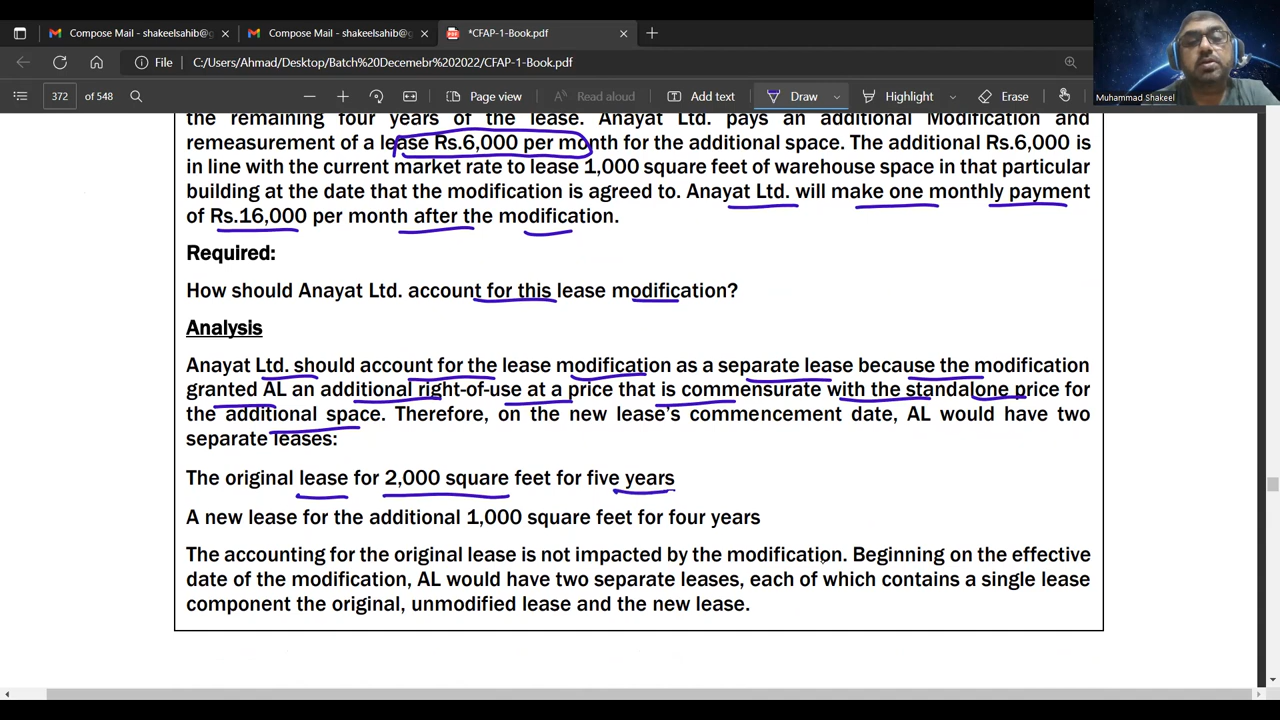 Compose Mail - shakeelsahib@g
Compose Mail - shakeelsahib@g
*CFAP-1-Book.pdf
File
C:/Users/Ahmad/Desktop/Batch%20Decemebr%202022/CFAP-1-Book.pdf
372 of 548
Page view
Read aloud
Add text
Draw
Highlight
Erase
Muhammad Shakeel
the remaining four years of the lease. Anayat Ltd. pays an additional Modification and
remeasurement of a lease Rs.6,000 per month for the additional space. The additional Rs.6,000 is
in line with the current market rate to lease 1,000 square feet of warehouse space in that particular
building at the date that the modification is agreed to. Anayat Ltd. will make one monthly payment
of Rs.16,000 per month after the modification.
Required:
How should Anayat Ltd. account for this lease modification?
Analysis
Anayat Ltd. should account for the lease modification as a separate lease because the modification
granted AL an additional right-of-use at a price that is commensurate with the standalone price for
the additional space. Therefore, on the new lease's commencement date, AL would have two
separate leases:
The original lease for 2,000 square feet for five years
A new lease for the additional 1,000 square feet for four years
The accounting for the original lease is not impacted by the modification. Beginning on the effective
date of the modification, AL would have two separate leases, each of which contains a single lease
component the original, unmodified lease and the new lease.